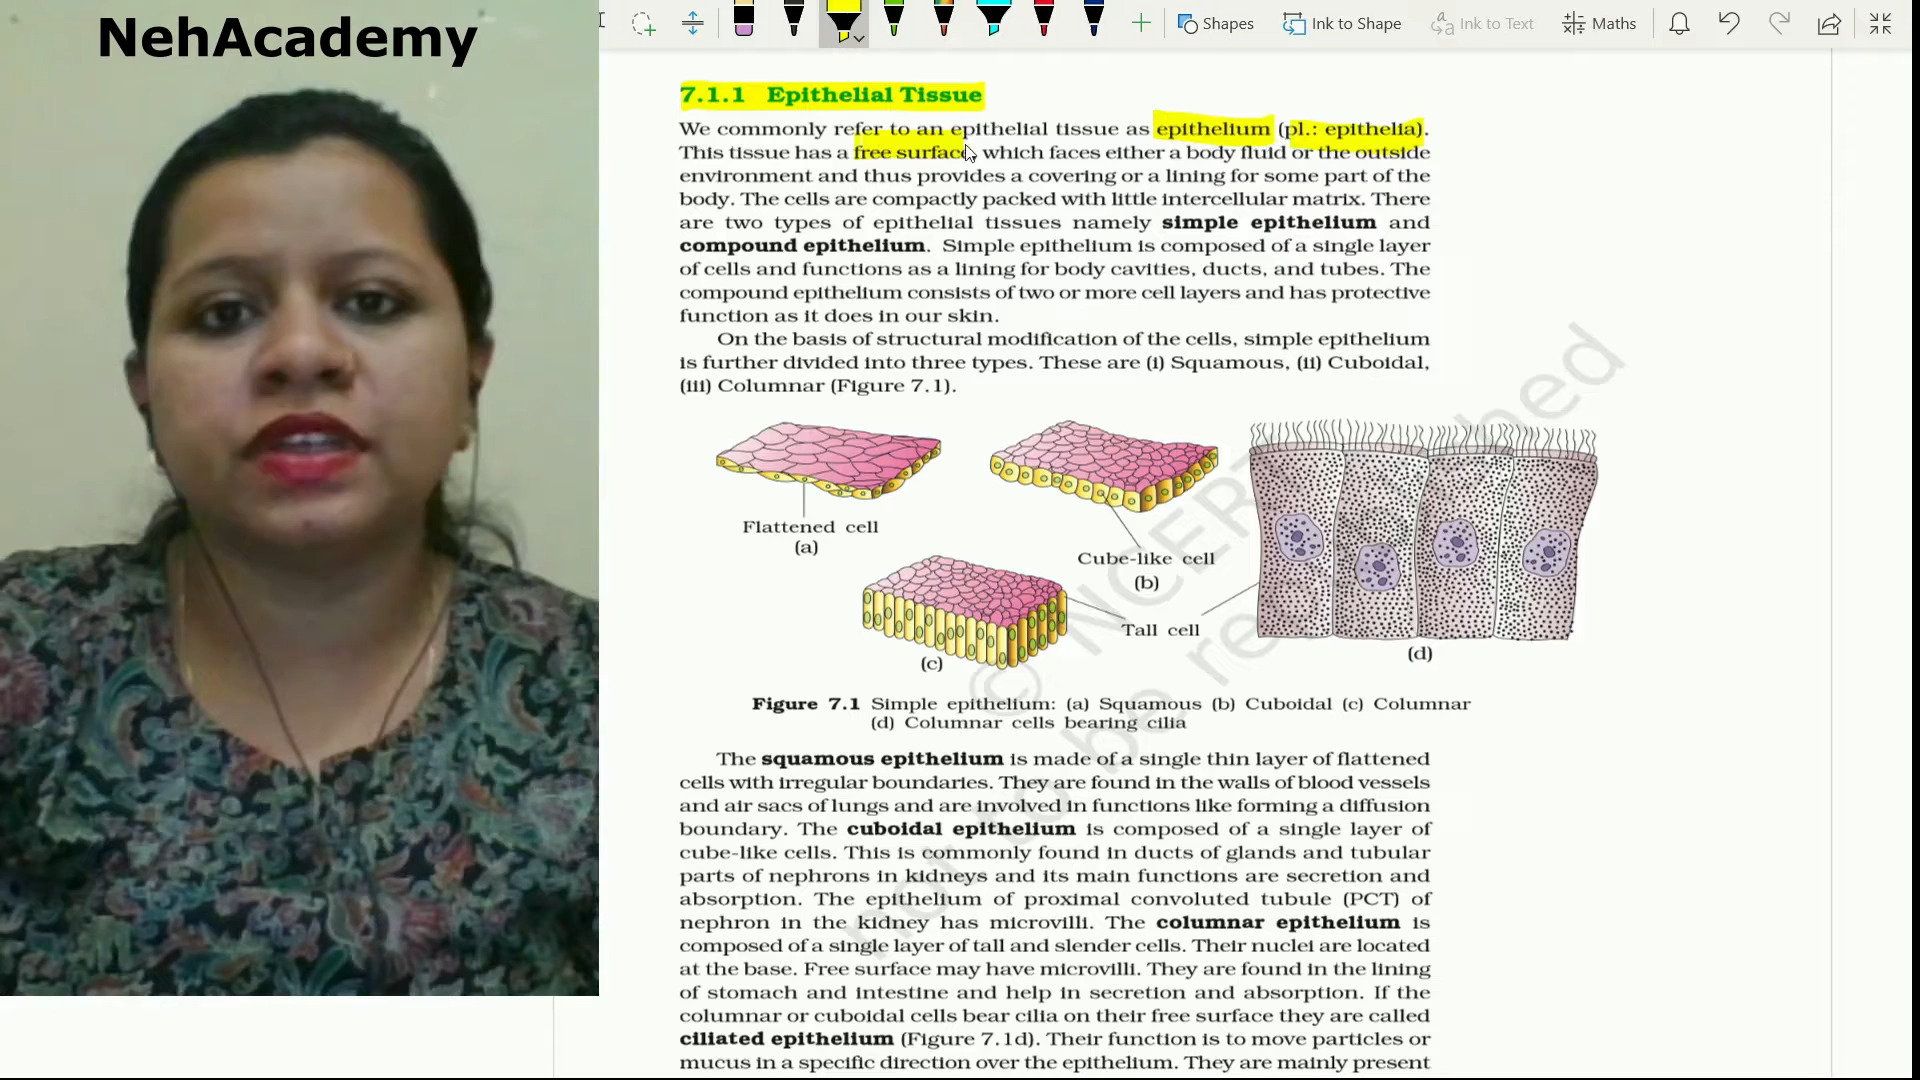 NehAcademy
Shapes
Ink to Shape
Ink to Text
Maths
7.1.1 Epithelial Tissue
We commonly refer to an epithelial tissue as epithelium (pl.: epithelia).
This tissue has a free surface, which faces either a body fluid or the outside
environment and thus provides a covering or a lining for some part of the
body. The cells are compactly packed with little intercellular matrix. There
are two types of epithelial tissues namely simple epithelium and
compound epithelium. Simple epithelium is composed of a single layer
of cells and functions as a lining for body cavities, ducts, and tubes. The
compound epithelium consists of two or more cell layers and has protective
function as it does in our skin.
On the basis of structural modification of the cells, simple epithelium
is further divided into three types. These are (i) Squamous, (ii) Cuboidal,
(iii) Columnar (Figure 7.1).
Flattened cell
(a)
Cube-like cell
(b)
Tall cell
(c)
(d)
Figure 7.1 Simple epithelium: (a) Squamous (b) Cuboidal (c) Columnar
(d) Columnar cells bearing cilia
The squamous epithelium is made of a single thin layer of flattened
cells with irregular boundaries. They are found in the walls of blood vessels
and air sacs of lungs and are involved in functions like forming a diffusion
boundary. The cuboidal epithelium is composed of a single layer of
cube-like cells. This is commonly found in ducts of glands and tubular
parts of nephrons in kidneys and its main functions are secretion and
absorption. The epithelium of proximal convoluted tubule (PCT) of
nephron in the kidney has microvilli. The columnar epithelium is
composed of a single layer of tall and slender cells. Their nuclei are located
at the base. Free surface may have microvilli. They are found in the lining
of stomach and intestine and help in secretion and absorption. If the
columnar or cuboidal cells bear cilia on their free surface they are called
ciliated epithelium (Figure 7.1d). Their function is to move particles or
mucus in a specific direction over the epithelium. They are mainly present
© NCERT
not to be